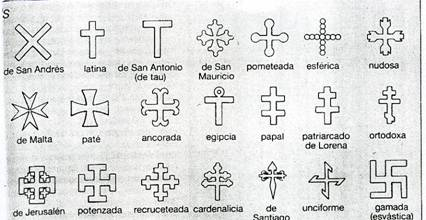 S
de San Andrés latina de San Antonio (de tau) de San Mauricio pometeada esférica nudosa
de Malta paté ancorada egipcia papal patriarcado de Lorena ortodoxa
de Jerusalén potenzada recruceteada cardenalicia de Santiago unciforme gamada (esvástica)